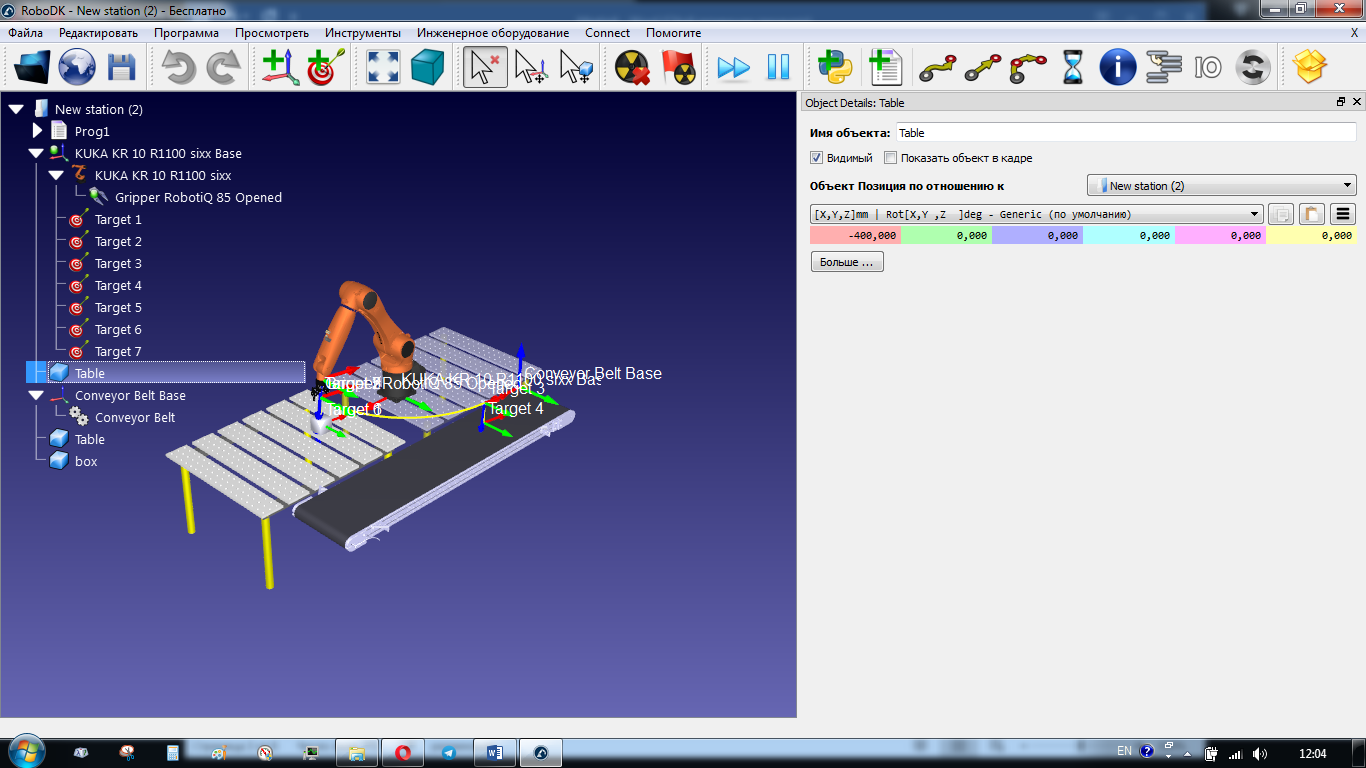 RoboDK - New station (2) - Бесплатно
Файла Редактировать Программа Просмотреть Инструменты Инженерное оборудование Connect Помогите X
New station (2)
Prog1
KUKA KR 10 R1100 sixx Base
KUKA KR 10 R1100 sixx
Gripper RobotiQ 85 Opened
Target 1
Target 2
Target 3
Target 4
Target 5
Target 6
Target 7
Table
Conveyor Belt Base
Conveyor Belt
Table
box
Conveyor Belt Base
Target 3
Target 6
Target 4
Object Details: Table
Имя объекта: Table
Видимый Показать объект в кадре
Объект Позиция по отношению к New station (2)
[X,Y,Z]mm | Rot[X,Y ,Z ]deg - Generic (по умолчанию)
-400,000 0,000 0,000 0,000 0,000 0,000
Больше ...
EN 12:04